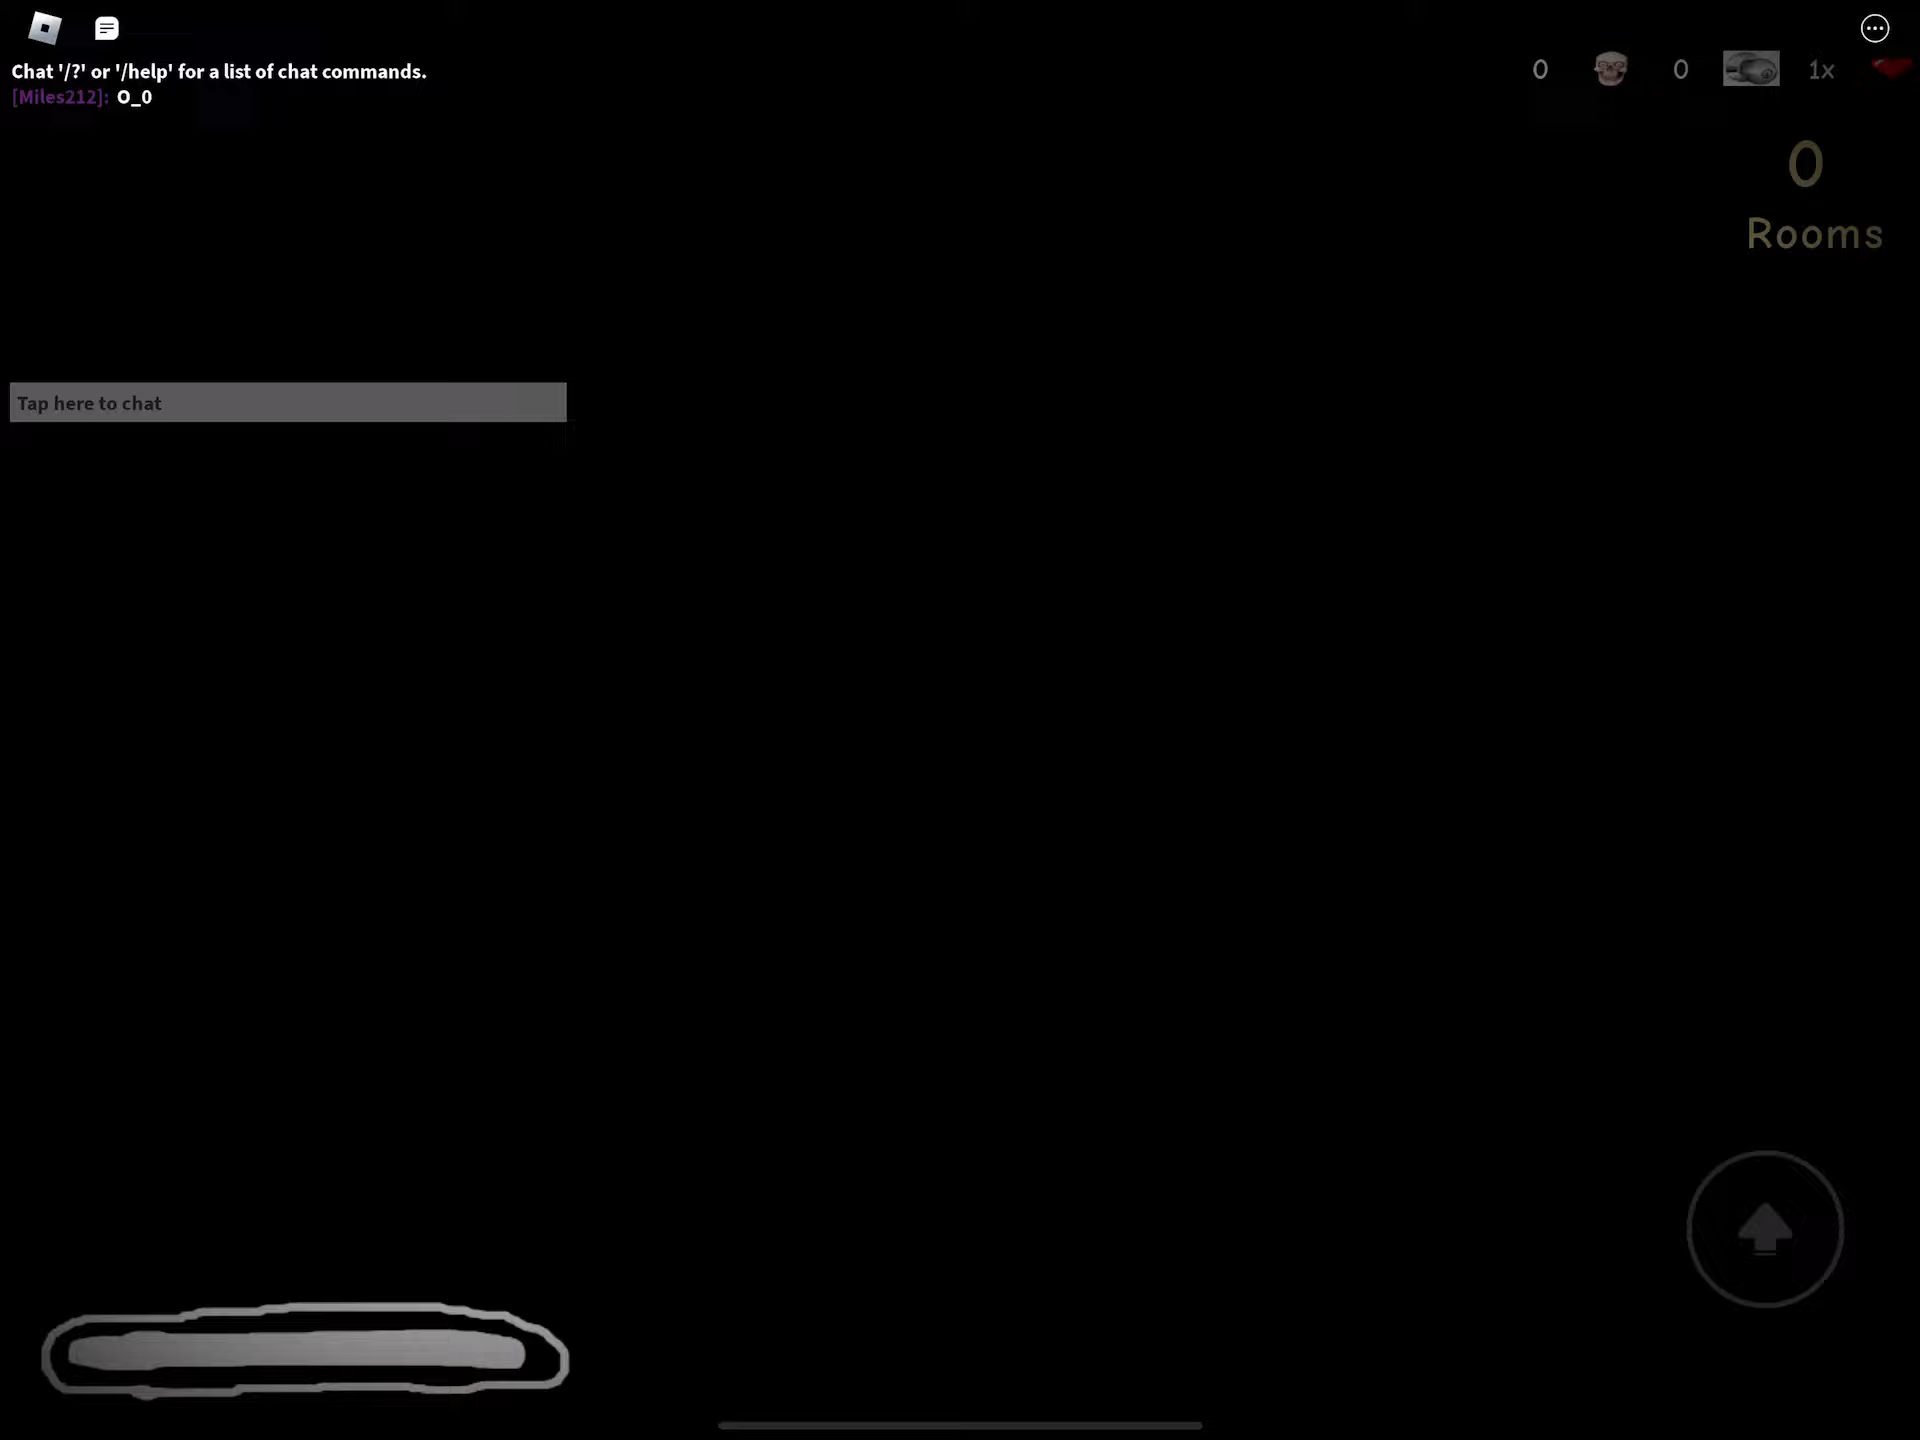 Chat '/?' or '/help' for a list of chat commands.
[Miles212]: O_0
0 0 1x
0
Rooms
Tap here to chat